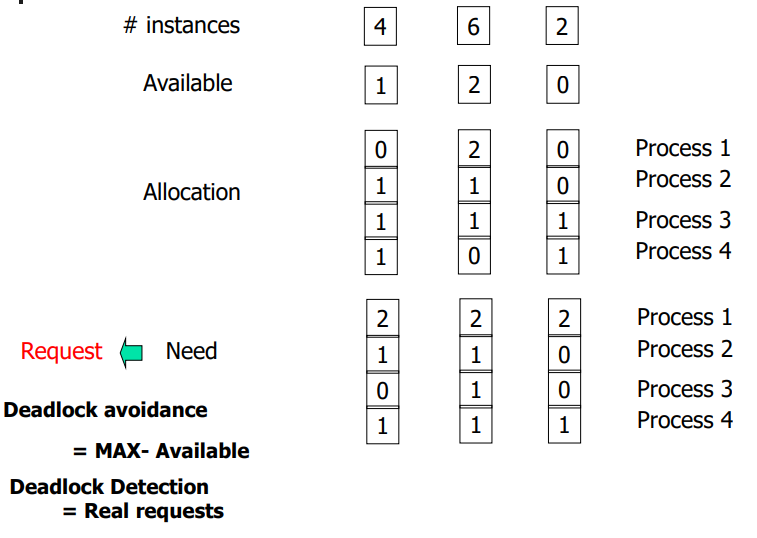 # instances 4 6 2
Available 1 2 0
0 2 0 Process 1
Allocation 1 1 0 Process 2
1 1 1 Process 3
1 0 1 Process 4
2 2 2 Process 1
Request Need 1 1 0 Process 2
0 1 0 Process 3
Deadlock avoidance 1 1 1 Process 4
= MAX- Available
Deadlock Detection
= Real requests